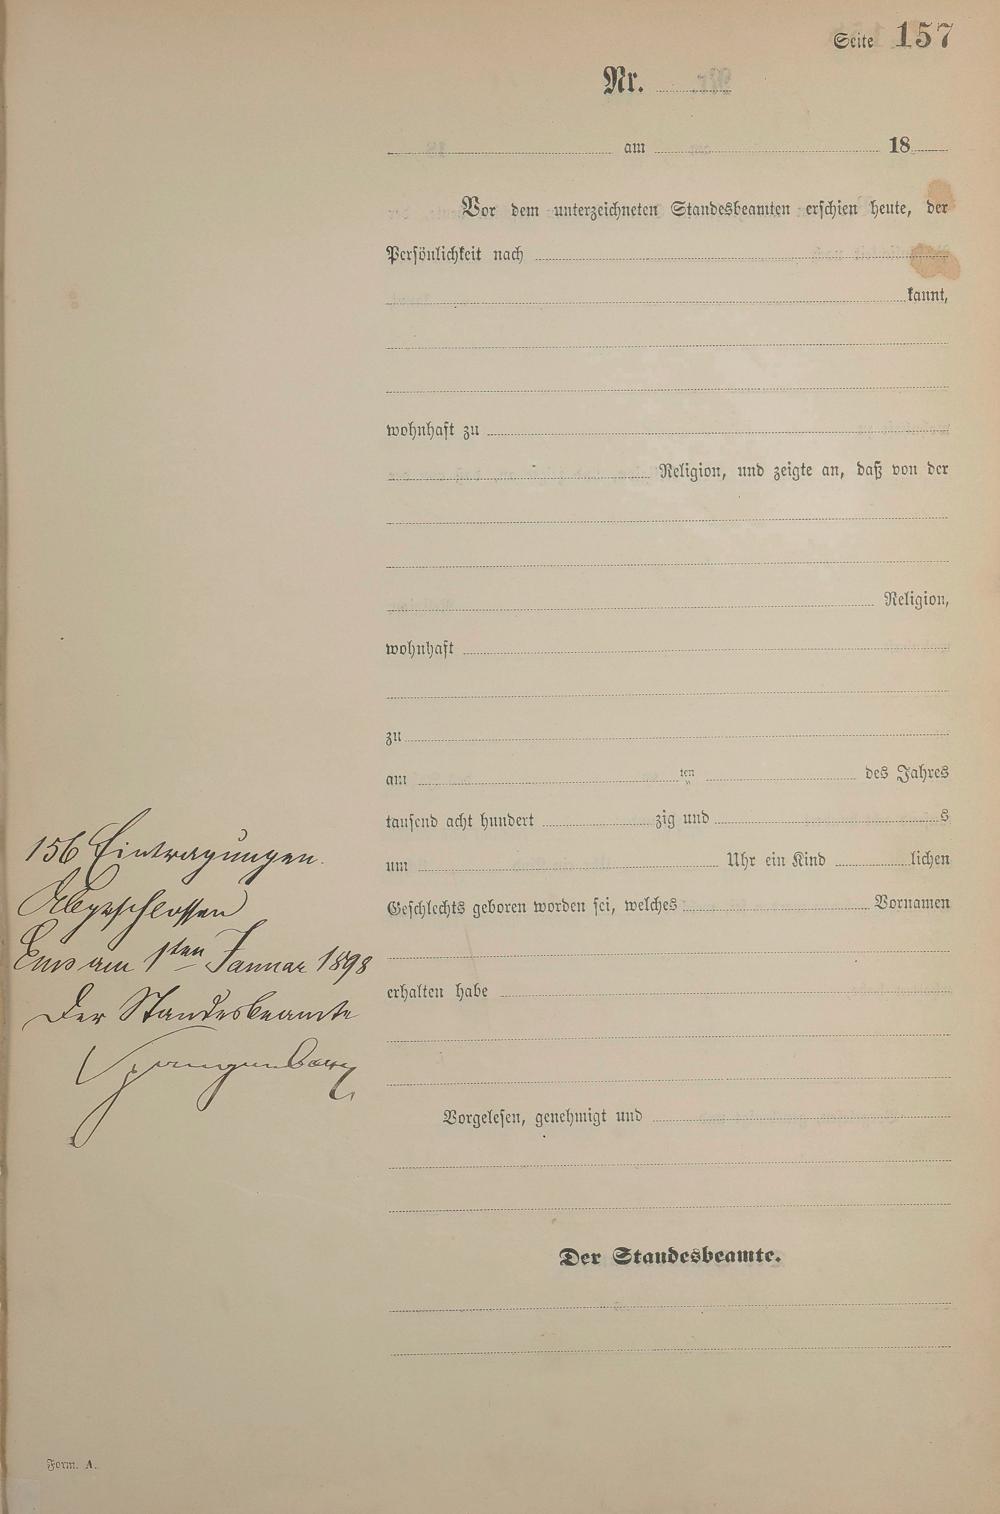 Seite 157
Nr.
am 18
Vor dem unterzeichneten Standesbeamten erschien heute, der
Persönlichkeit nach
kannt,
wohnhaft zu
Religion, und zeigte an, daß von der
Religion,
wohnhaft
zu
am ten des Jahres
tausend acht hundert zig und s
um Uhr ein Kind lichen
Geschlechts geboren worden sei, welches Vornamen
erhalten habe
Vorgelesen, genehmigt und
Der Standesbeamte.
156 Eintragungen.
Abgeschlossen
Ems am 1ten Januar 1898
Der Standesbeamte
Spangenberg
Form. A.